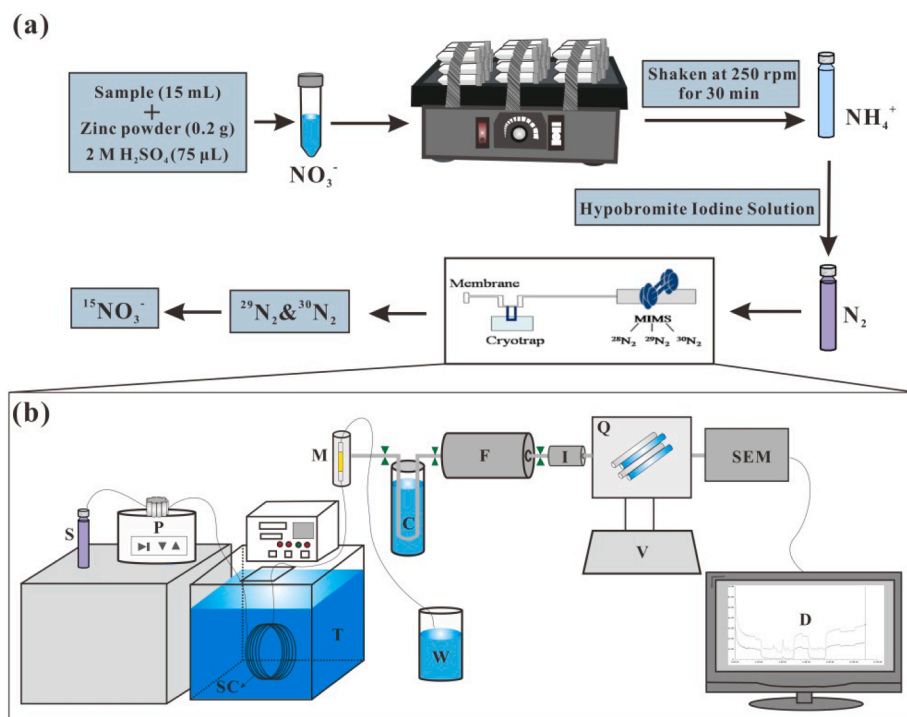 (a)
Sample (15 mL)
+
Zinc powder (0.2 g)
2 M H₂SO₄ (75 μL)
NO₃⁻
Shaken at 250 rpm
for 30 min
NH₄⁺
Hypobromite Iodine Solution
N₂
Membrane
Cryotrap
MIMS
²⁸N₂ ²⁹N₂ ³⁰N₂
²⁹N₂&³⁰N₂
¹⁵NO₃⁻
(b)
S
P
M
T
SC
C
F
C
I
Q
V
SEM
W
D